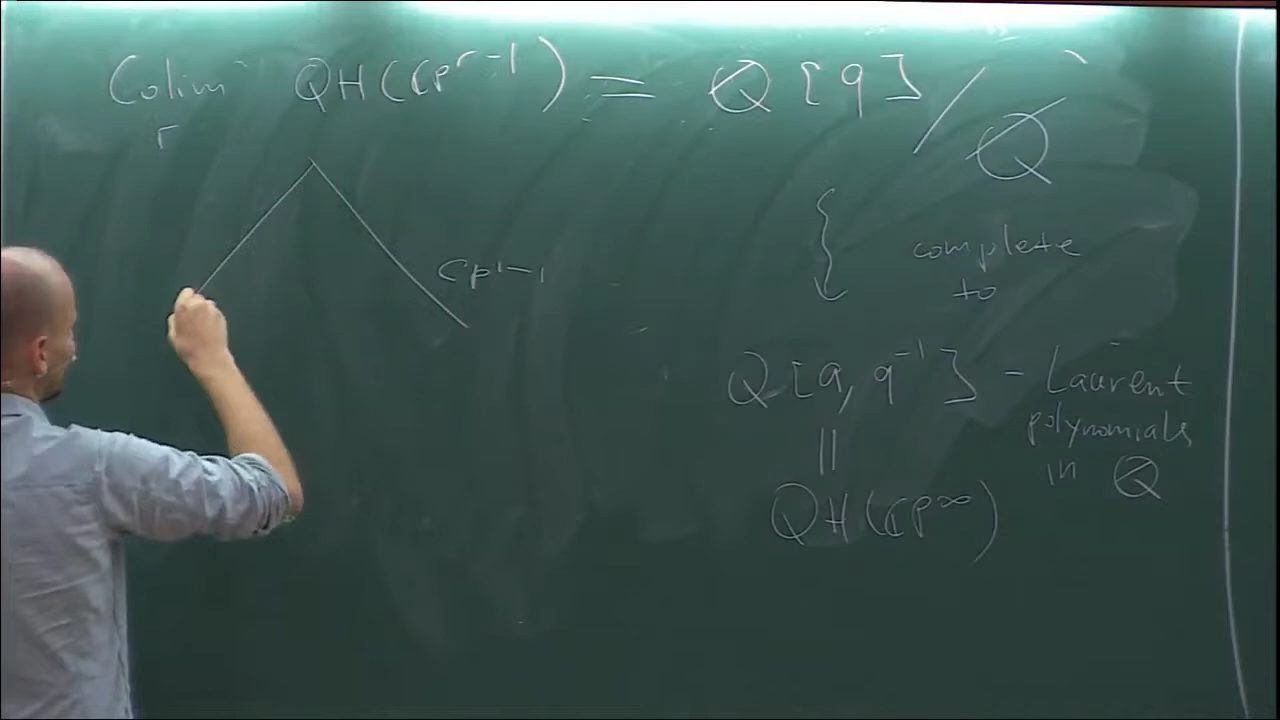 Colim QH(CP^{r-1}) = Q[q] / Q
r
CP^{r-1}
complete
to
Q[q, q^{-1}] - Laurent
polynomials
in Q
||
QH(CP^∞)